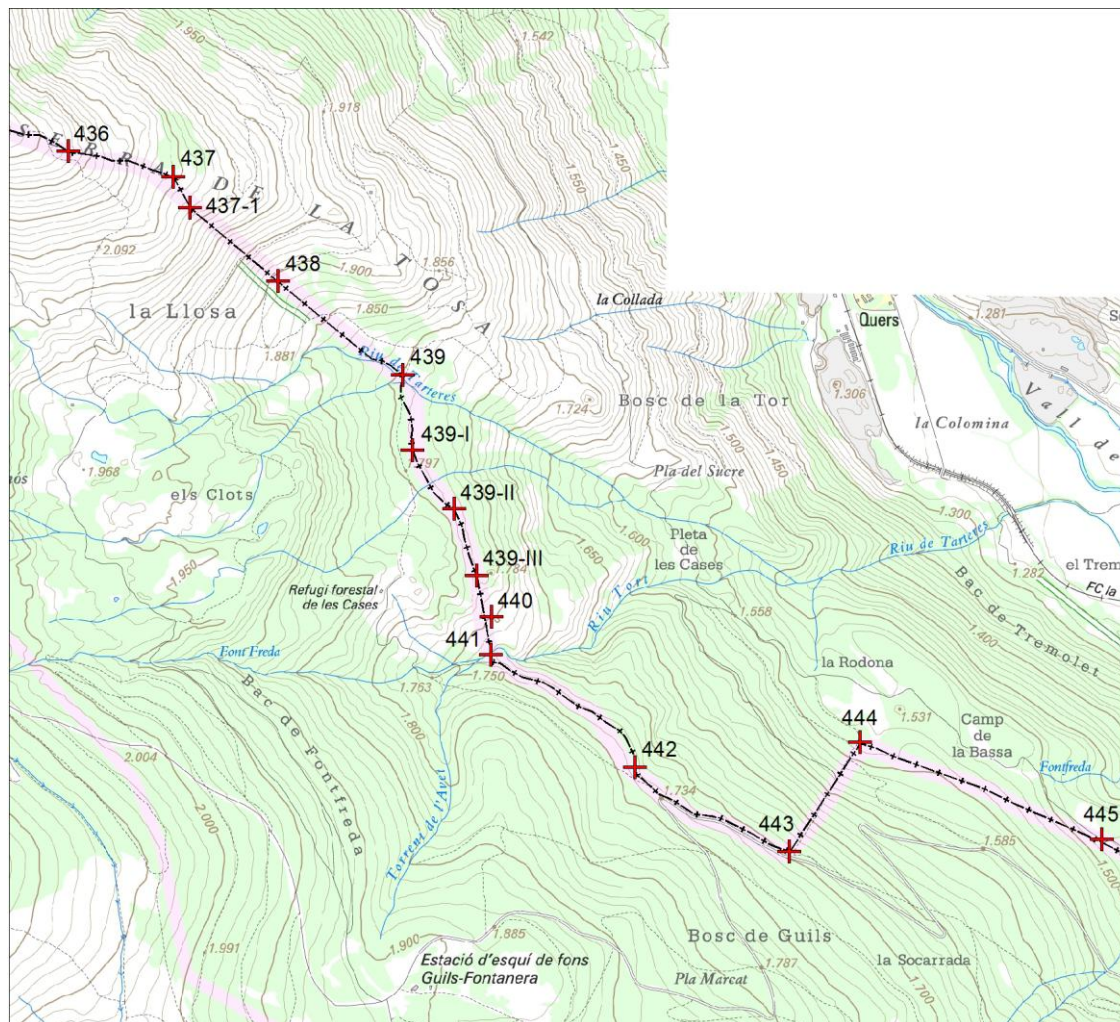 1.950
1.542
1.918
1.450
1.550
436
437
437-1
SERRA DE LA TOSA
2.092
1.856
1.900
438
la Llosa
1.850
1.881
la Collada
Quers
1.281
Vall de
1.306
la Colomina
439
Riu de Tarteres
1.724
Bosc de la Tor
1.500
1.450
439-I
1.797
Pla del Sucre
1.968
els Clots
439-II
1.300
1.600
Pleta de
les Cases
Riu de Tarteres
el Trem
FC la
1.282
1.950
439-III
1.784
1.650
Refugi forestal
de les Cases
440
Riu Tort
1.558
Bac de Tremolet
1.400
441
Font Freda
1.753
1.750
la Rodona
1.531
444
Camp
de
la Bassa
Bac de Fontfreda
1.800
2.004
442
1.734
Fontfreda
445
Torrent de l'Avet
443
1.585
1.500
2.000
1.991
1.900
1.885
Estació d'esquí de fons
Guils-Fontanera
Bosc de Guils
1.787
Pla Marcat
la Socarrada
1.700